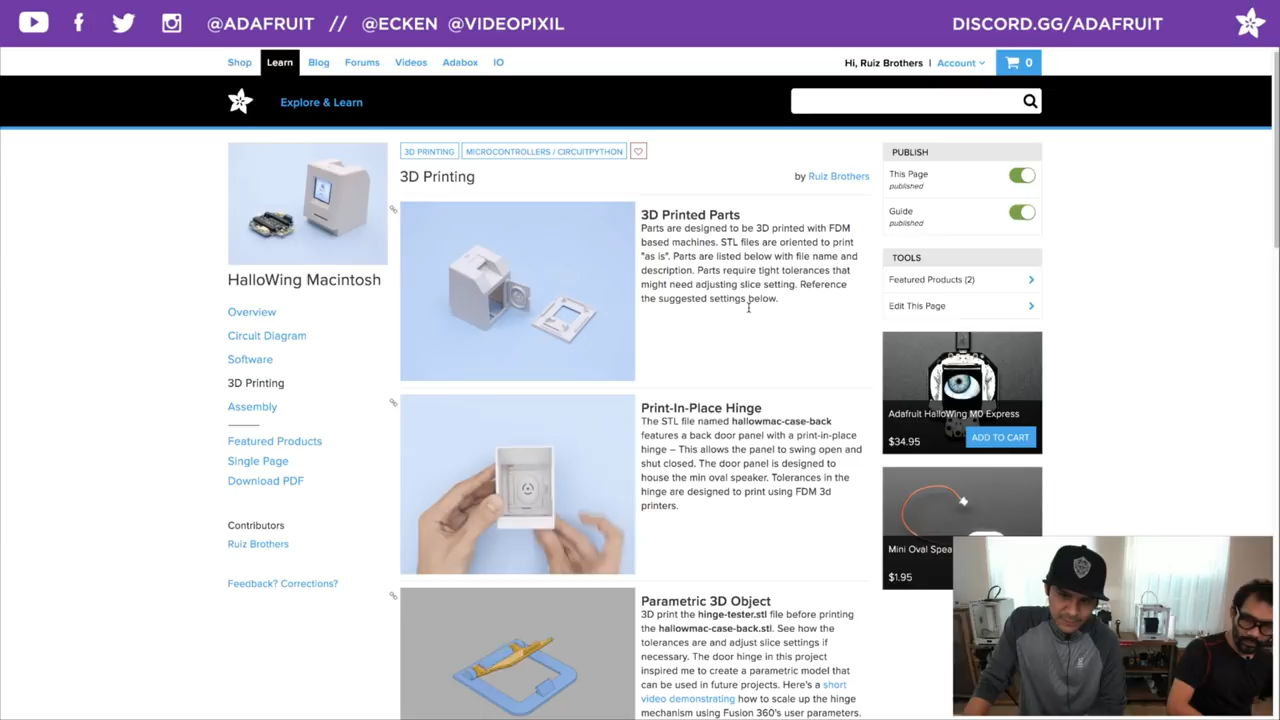 @ADAFRUIT // @ECKEN @VIDEOPIXIL
DISCORD.GG/ADAFRUIT
Shop Learn Blog Forums Videos Adabox IO
Hi, Ruiz Brothers | Account 0
Explore & Learn
HalloWing Macintosh
Overview
Circuit Diagram
Software
3D Printing
Assembly
Featured Products
Single Page
Download PDF
Contributors
Ruiz Brothers
Feedback? Corrections?
3D PRINTING MICROCONTROLLERS / CIRCUITPYTHON
3D Printing
by Ruiz Brothers
3D Printed Parts
Parts are designed to be 3D printed with FDM
based machines. STL files are oriented to print
"as is". Parts are listed below with file name and
description. Parts require tight tolerances that
might need adjusting slice setting. Reference
the suggested settings below.
Print-In-Place Hinge
The STL file named hallowmac-case-back
features a back door panel with a print-in-place
hinge – This allows the panel to swing open and
shut closed. The door panel is designed to
house the min oval speaker. Tolerances in the
hinge are designed to print using FDM 3d
printers.
Parametric 3D Object
3D print the hinge-tester.stl file before printing
the hallowmac-case-back.stl. See how the
tolerances are and adjust slice settings if
necessary. The door hinge in this project
inspired me to create a parametric model that
can be used in future projects. Here's a short
video demonstrating how to scale up the hinge
mechanism using Fusion 360's user parameters.
PUBLISH
This Page
published
Guide
published
TOOLS
Featured Products (2)
Edit This Page
Adafruit HalloWing M0 Express
$34.95 ADD TO CART
Mini Oval Spea
$1.95